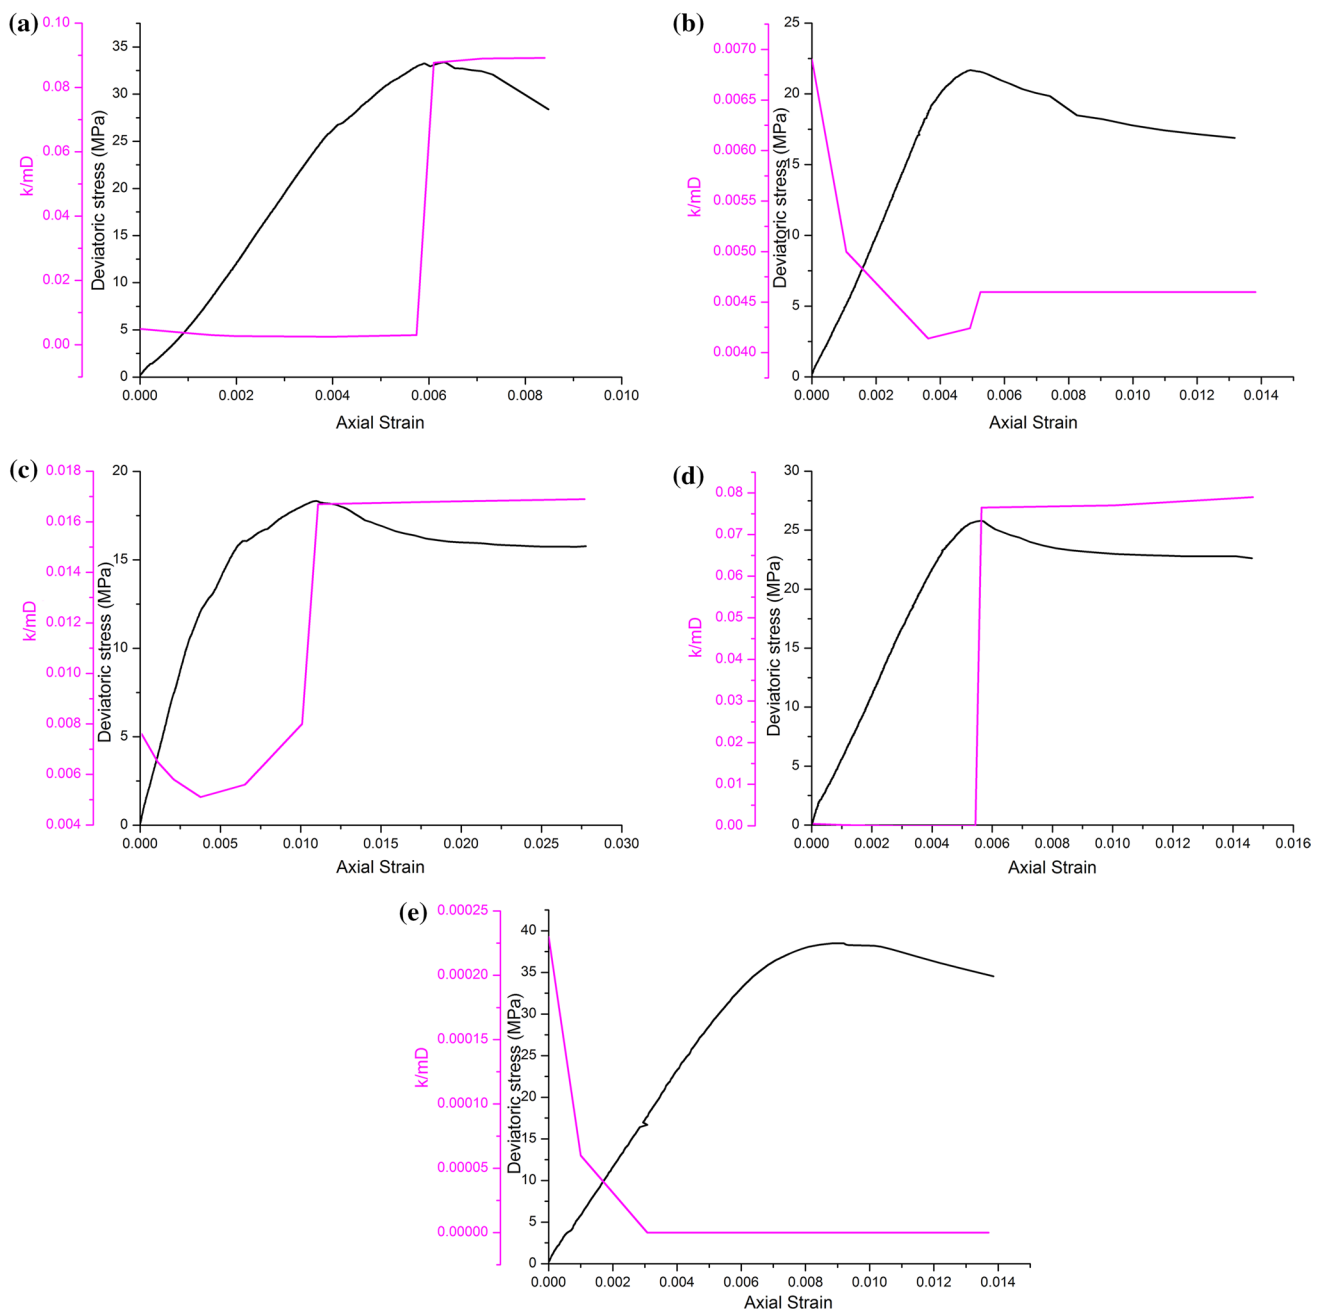 (a)
0.10
0.08
0.06
0.04
0.02
0.00
k/mD
35
30
25
20
15
10
5
0
Deviatoric stress (MPa)
0.000 0.002 0.004 0.006 0.008 0.010
Axial Strain
(b)
0.0070
0.0065
0.0060
0.0055
0.0050
0.0045
0.0040
k/mD
25
20
15
10
5
0
Deviatoric stress (MPa)
0.000 0.002 0.004 0.006 0.008 0.010 0.012 0.014
Axial Strain
(c)
0.018
0.016
0.014
0.012
0.010
0.008
0.006
0.004
k/mD
20
15
10
5
0
Deviatoric stress (MPa)
0.000 0.005 0.010 0.015 0.020 0.025 0.030
Axial Strain
(d)
0.08
0.07
0.06
0.05
0.04
0.03
0.02
0.01
0.00
k/mD
30
25
20
15
10
5
0
Deviatoric stress (MPa)
0.000 0.002 0.004 0.006 0.008 0.010 0.012 0.014 0.016
Axial Strain
(e)
0.00025
0.00020
0.00015
0.00010
0.00005
0.00000
k/mD
40
35
30
25
20
15
10
5
0
Deviatoric stress (MPa)
0.000 0.002 0.004 0.006 0.008 0.010 0.012 0.014
Axial Strain